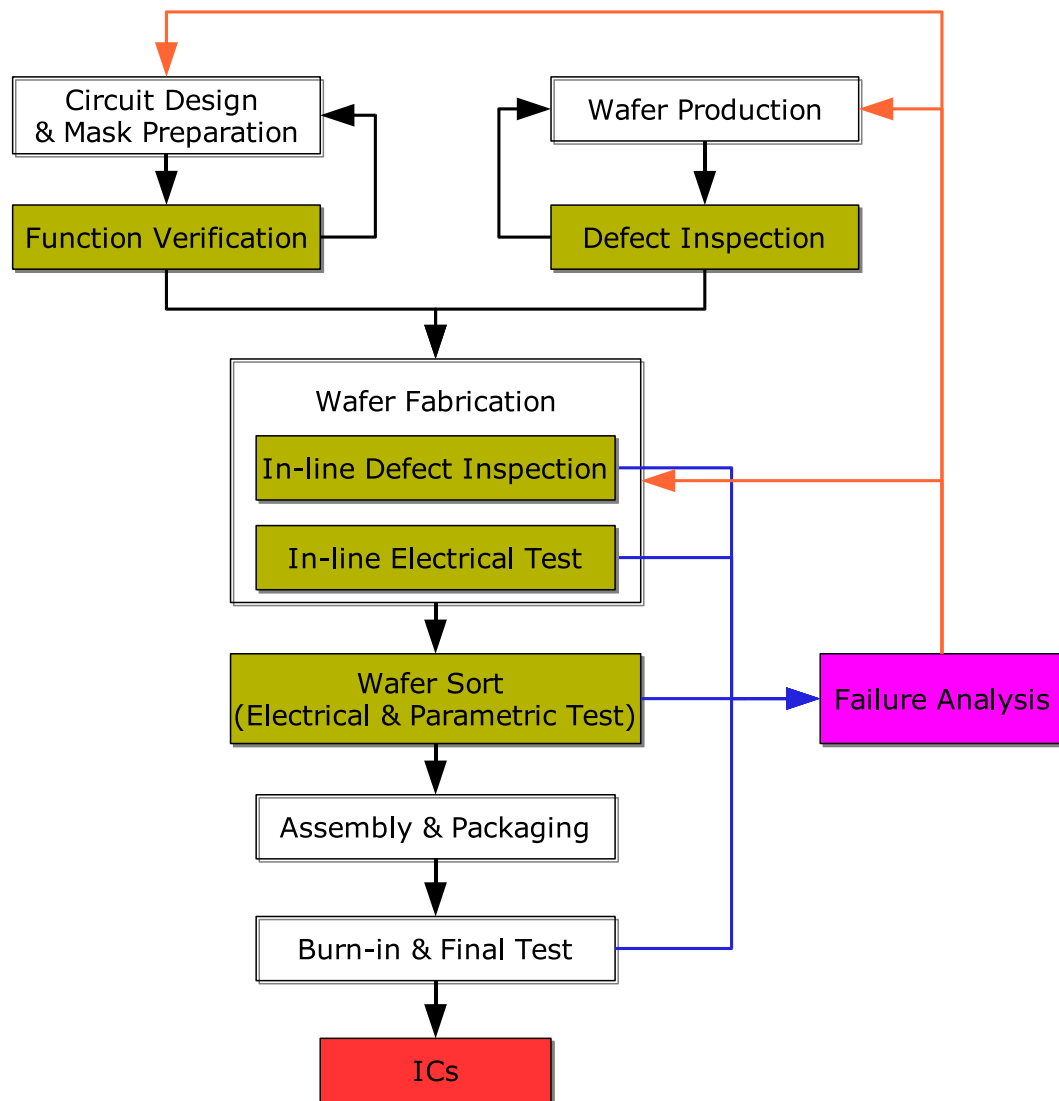 Circuit Design
& Mask Preparation
Wafer Production
Function Verification
Defect Inspection
Wafer Fabrication
In-line Defect Inspection
In-line Electrical Test
Wafer Sort
(Electrical & Parametric Test)
Failure Analysis
Assembly & Packaging
Burn-in & Final Test
ICs